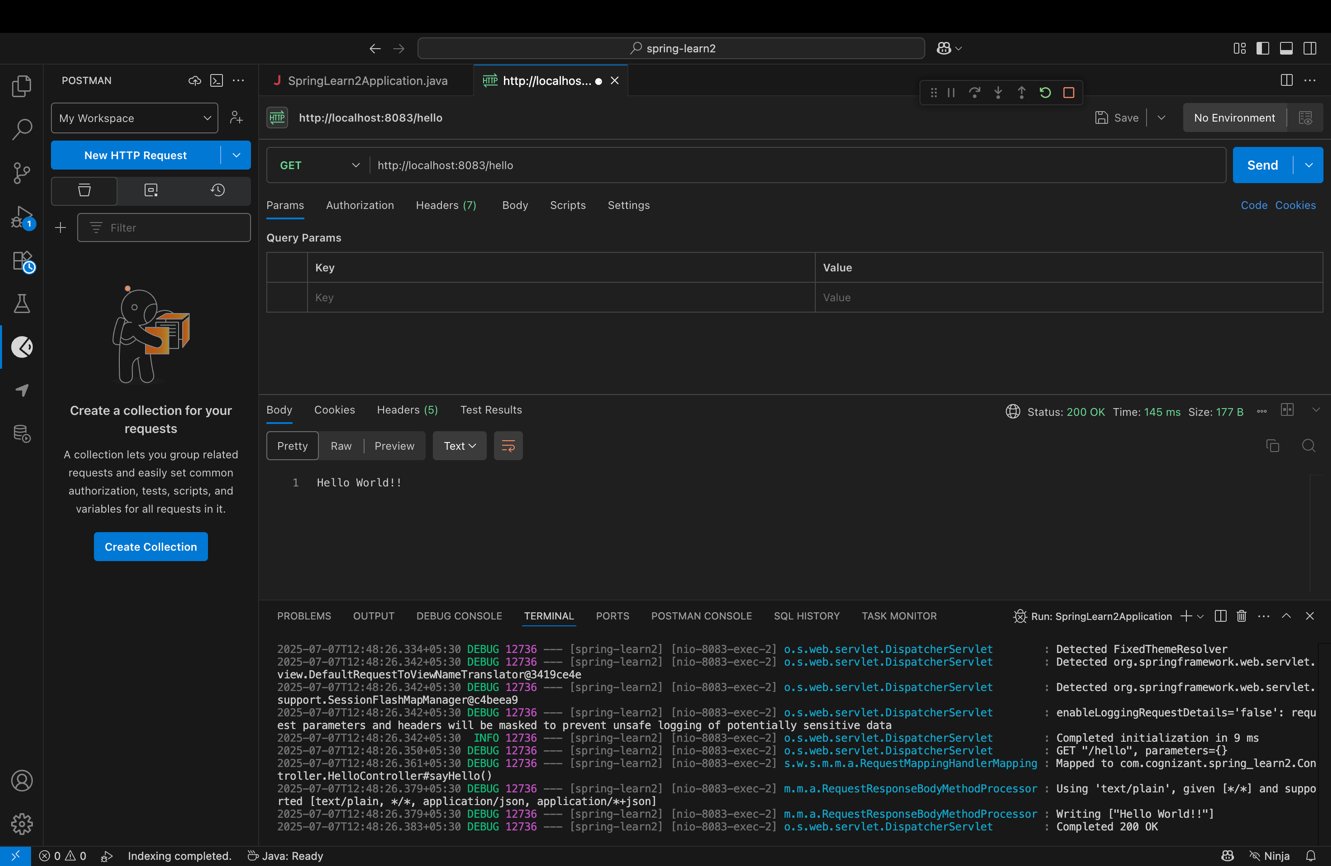 spring-learn2
POSTMAN
SpringLearn2Application.java
http://localhos...
My Workspace
http://localhost:8083/hello
Save
No Environment
New HTTP Request
GET
http://localhost:8083/hello
Send
Params
Authorization
Headers (7)
Body
Scripts
Settings
Code
Cookies
1
Filter
Query Params
Key
Value
Key
Value
Create a collection for your
requests
A collection lets you group related
requests and easily set common
authorization, tests, scripts, and
variables for all requests in it.
Create Collection
Body
Cookies
Headers (5)
Test Results
Status: 200 OK Time: 145 ms Size: 177 B
Pretty
Raw
Preview
Text
1 Hello World!!
PROBLEMS
OUTPUT
DEBUG CONSOLE
TERMINAL
PORTS
POSTMAN CONSOLE
SQL HISTORY
TASK MONITOR
Run: SpringLearn2Application
2025-07-07T12:48:26.334+05:30 DEBUG 12736 --- [spring-learn2] [nio-8083-exec-2] o.s.web.servlet.DispatcherServlet : Detected FixedThemeResolver
2025-07-07T12:48:26.342+05:30 DEBUG 12736 --- [spring-learn2] [nio-8083-exec-2] o.s.web.servlet.DispatcherServlet : Detected org.springframework.web.servlet.
view.DefaultRequestToViewNameTranslator@3419ce4e
2025-07-07T12:48:26.342+05:30 DEBUG 12736 --- [spring-learn2] [nio-8083-exec-2] o.s.web.servlet.DispatcherServlet : Detected org.springframework.web.servlet.
support.SessionFlashMapManager@c4beea9
2025-07-07T12:48:26.342+05:30 DEBUG 12736 --- [spring-learn2] [nio-8083-exec-2] o.s.web.servlet.DispatcherServlet : enableLoggingRequestDetails='false': requ
est parameters and headers will be masked to prevent unsafe logging of potentially sensitive data
2025-07-07T12:48:26.342+05:30 INFO 12736 --- [spring-learn2] [nio-8083-exec-2] o.s.web.servlet.DispatcherServlet : Completed initialization in 9 ms
2025-07-07T12:48:26.350+05:30 DEBUG 12736 --- [spring-learn2] [nio-8083-exec-2] o.s.web.servlet.DispatcherServlet : GET "/hello", parameters={}
2025-07-07T12:48:26.361+05:30 DEBUG 12736 --- [spring-learn2] [nio-8083-exec-2] s.w.s.m.m.a.RequestMappingHandlerMapping : Mapped to com.cognizant.spring_learn2.Con
troller.HelloController#sayHello()
2025-07-07T12:48:26.379+05:30 DEBUG 12736 --- [spring-learn2] [nio-8083-exec-2] m.m.a.RequestResponseBodyMethodProcessor : Using 'text/plain', given [*/*] and suppo
rted [text/plain, */*, application/json, application/*+json]
2025-07-07T12:48:26.379+05:30 DEBUG 12736 --- [spring-learn2] [nio-8083-exec-2] m.m.a.RequestResponseBodyMethodProcessor : Writing ["Hello World!!"]
2025-07-07T12:48:26.383+05:30 DEBUG 12736 --- [spring-learn2] [nio-8083-exec-2] o.s.web.servlet.DispatcherServlet : Completed 200 OK
0
0
Indexing completed.
Java: Ready
Ninja